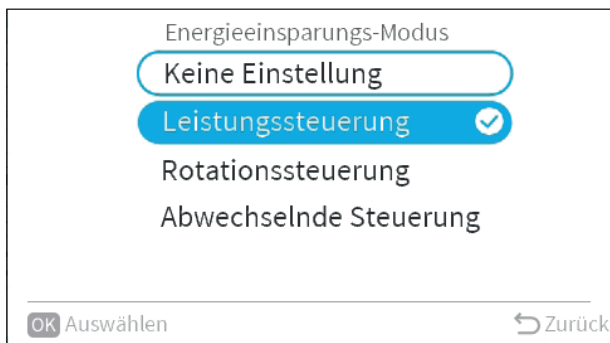 Energieeinsparungs-Modus
Keine Einstellung
Leistungssteuerung
Rotationssteuerung
Abwechselnde Steuerung
OK Auswählen
Zurück